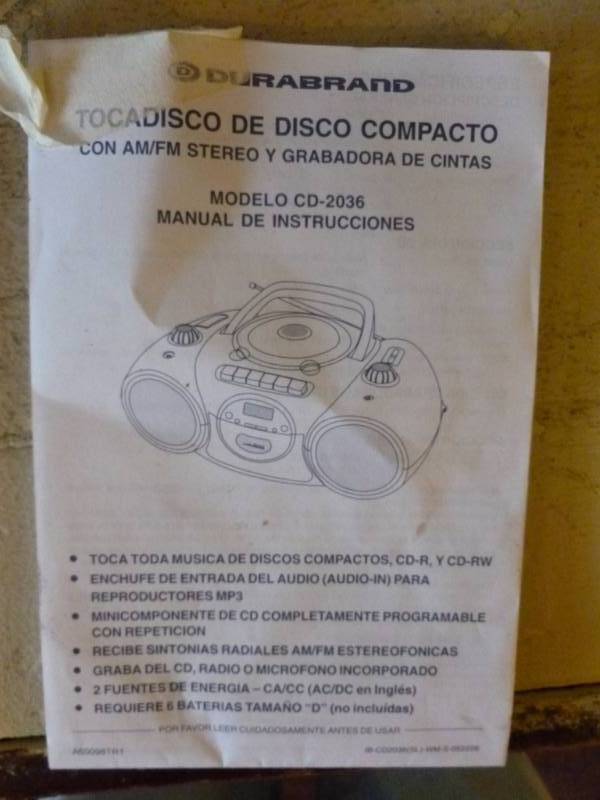 DURABRAND
TOCADISCO DE DISCO COMPACTO
CON AM/FM STEREO Y GRABADORA DE CINTAS
MODELO CD-2036
MANUAL DE INSTRUCCIONES
• TOCA TODA MUSICA DE DISCOS COMPACTOS, CD-R, Y CD-RW
• ENCHUFE DE ENTRADA DEL AUDIO (AUDIO-IN) PARA
REPRODUCTORES MP3
• MINICOMPONENTE DE CD COMPLETAMENTE PROGRAMABLE
CON REPETICION
• RECIBE SINTONIAS RADIALES AM/FM ESTEREOFONICAS
• GRABA DEL CD, RADIO O MICROFONO INCORPORADO
• 2 FUENTES DE ENERGIA – CA/CC (AC/DC en Inglés)
• REQUIERE 6 BATERIAS TAMAÑO "D" (no incluídas)
POR FAVOR LEER CUIDADOSAMENTE ANTES DE USAR